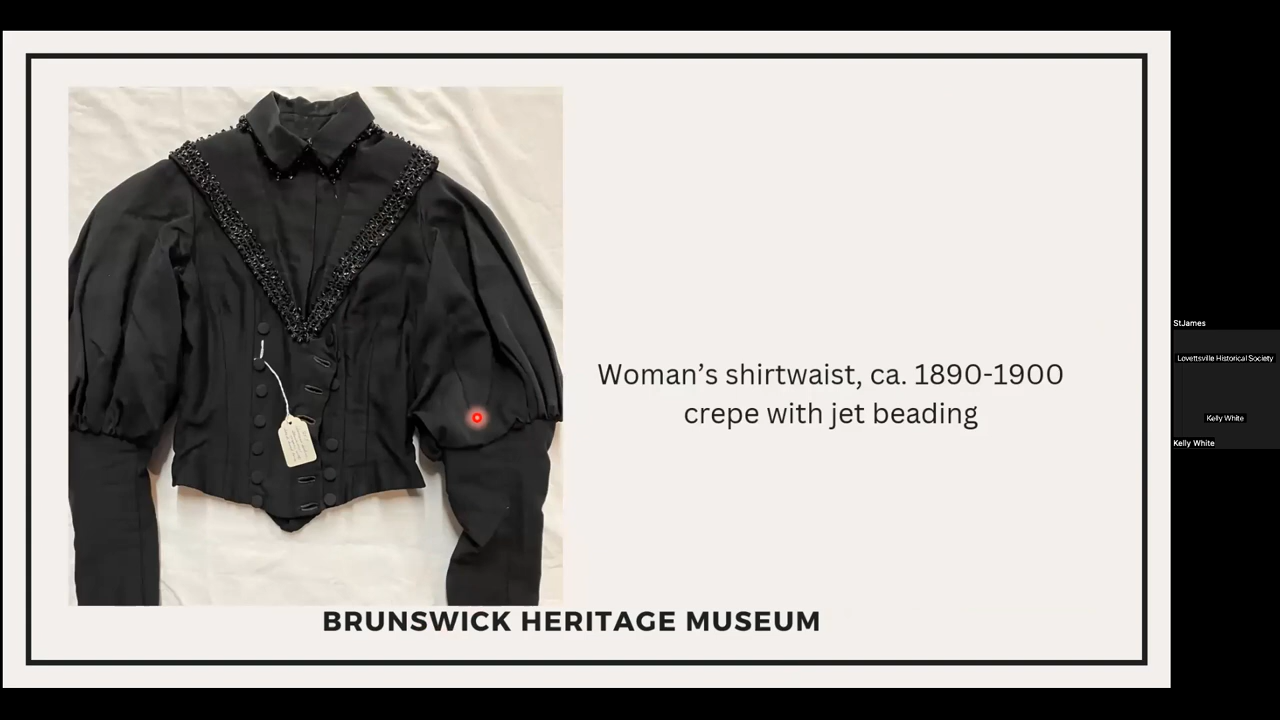 Woman’s shirtwaist, ca. 1890-1900
crepe with jet beading
BRUNSWICK HERITAGE MUSEUM
StJames
Lovettsville Historical Society
Kelly White
Kelly White